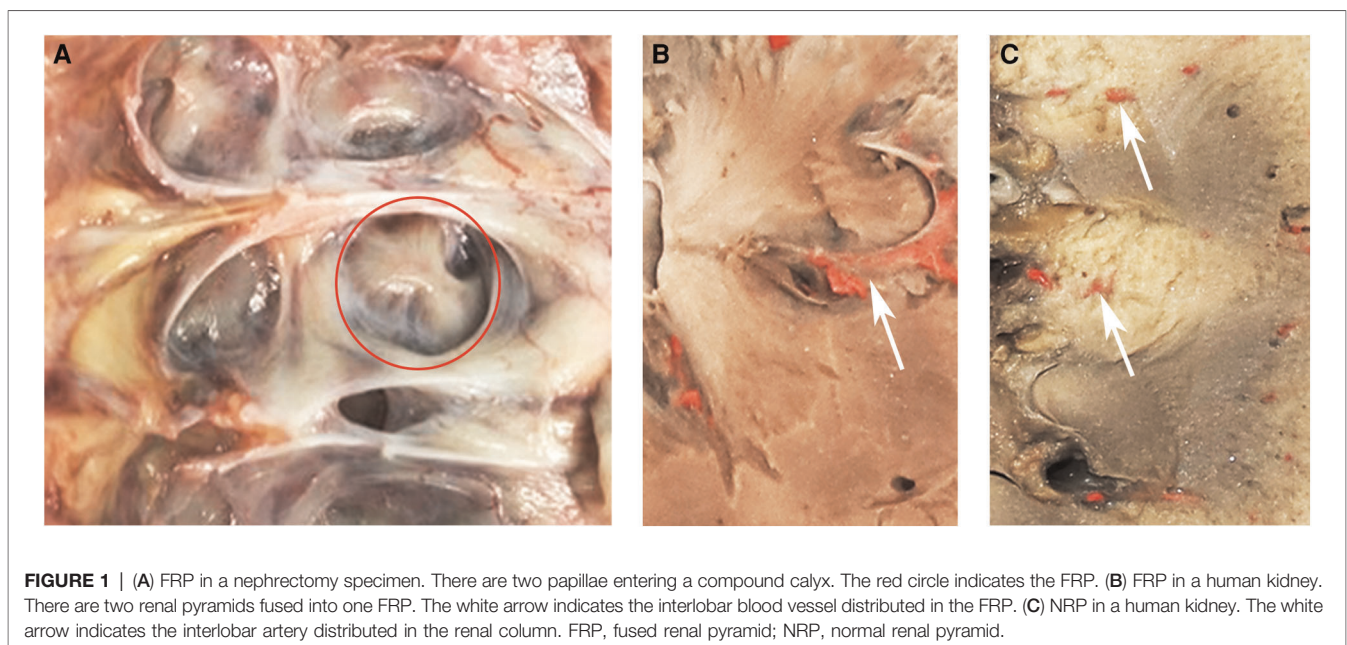 A
B
C
FIGURE 1 | (A) FRP in a nephrectomy specimen. There are two papillae entering a compound calyx. The red circle indicates the FRP. (B) FRP in a human kidney.
There are two renal pyramids fused into one FRP. The white arrow indicates the interlobar blood vessel distributed in the FRP. (C) NRP in a human kidney. The white
arrow indicates the interlobar artery distributed in the renal column. FRP, fused renal pyramid; NRP, normal renal pyramid.